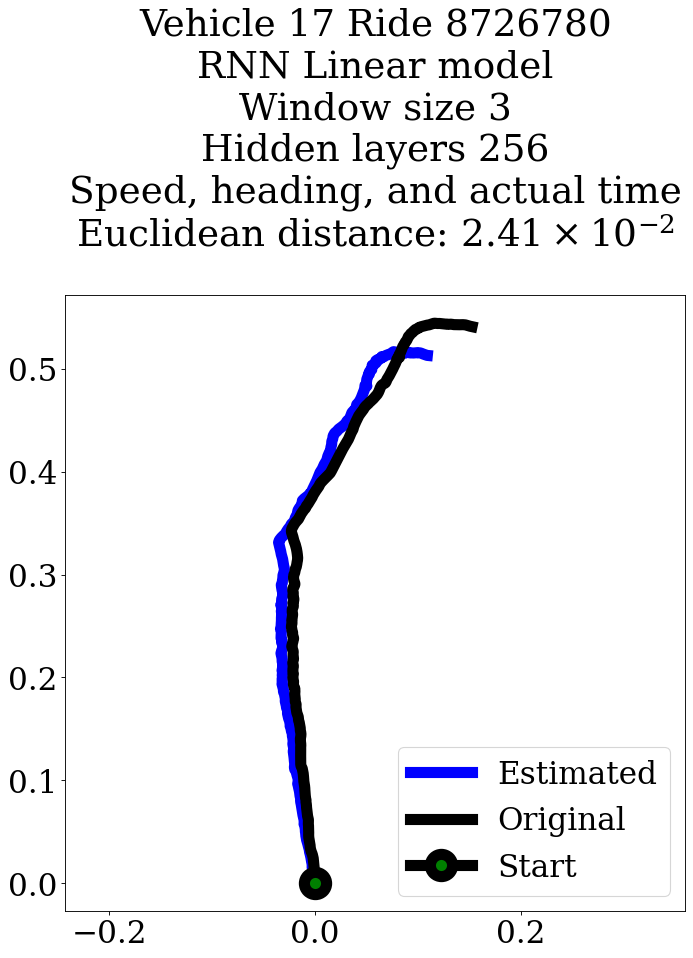 Vehicle 17 Ride 8726780
RNN Linear model
Window size 3
Hidden layers 256
Speed, heading, and actual time
Euclidean distance: 2.41 × 10⁻²
0.5
0.4
0.3
0.2
0.1
0.0
−0.2
0.0
0.2
Estimated
Original
Start